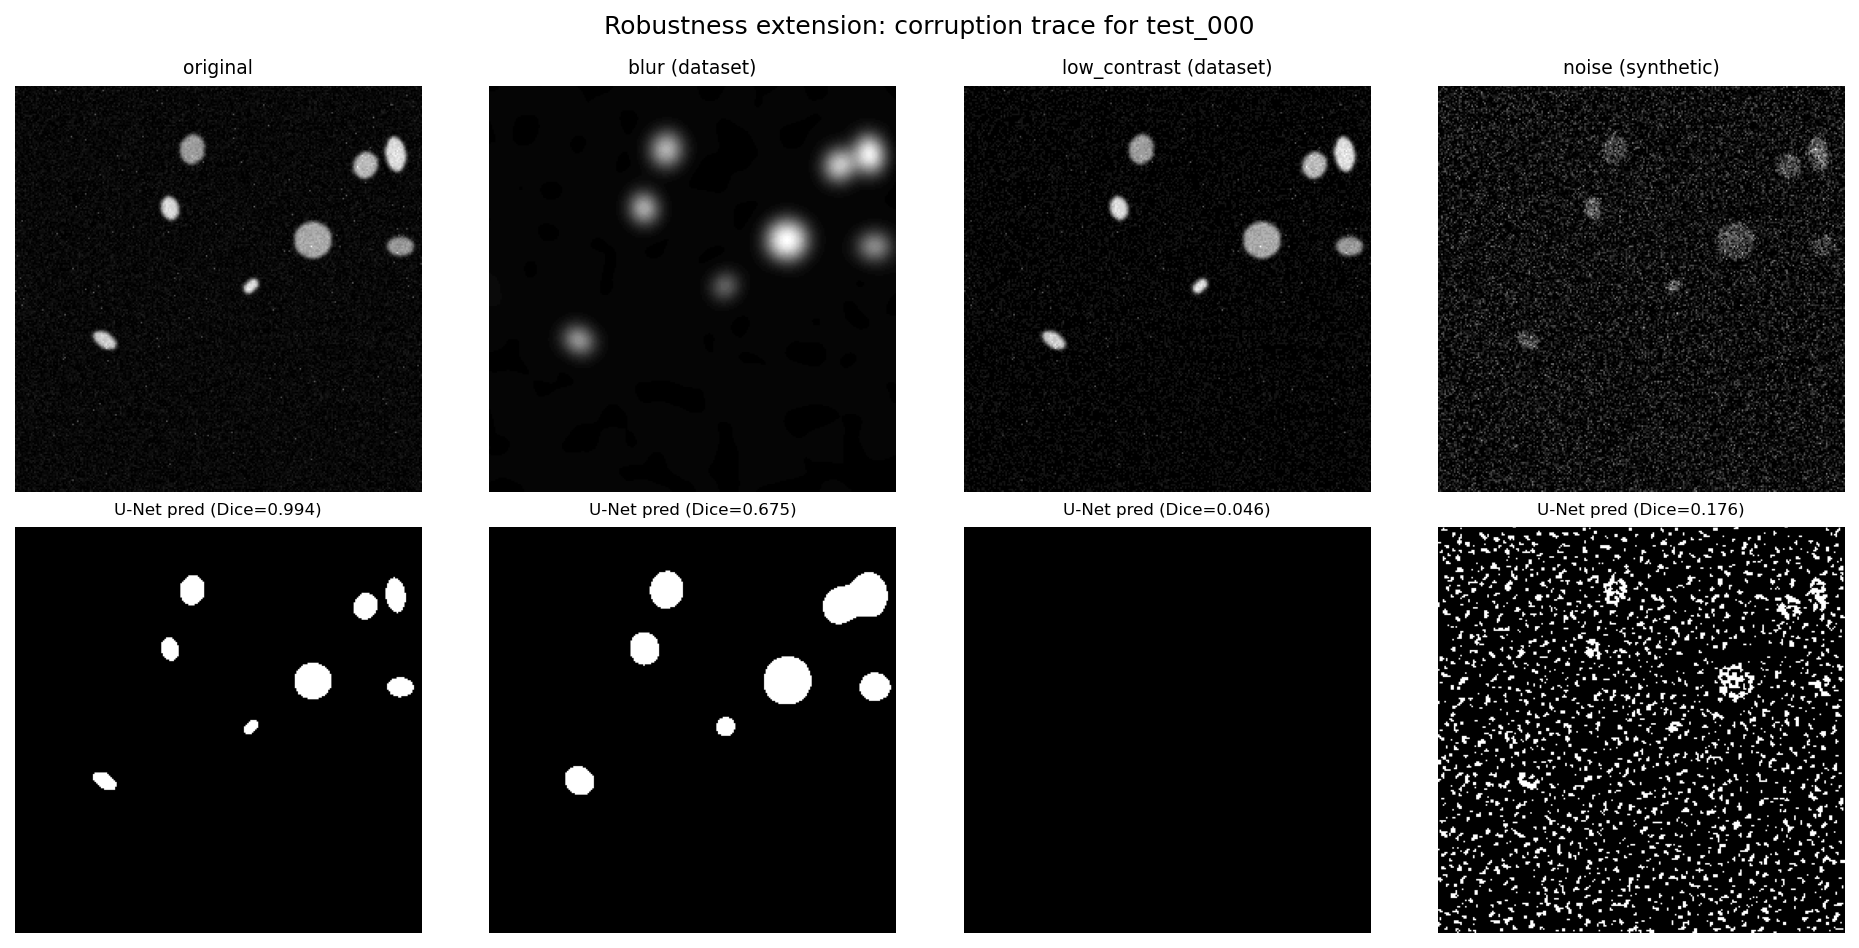 Robustness extension: corruption trace for test_000
original
blur (dataset)
low_contrast (dataset)
noise (synthetic)
U-Net pred (Dice=0.994)
U-Net pred (Dice=0.675)
U-Net pred (Dice=0.046)
U-Net pred (Dice=0.176)